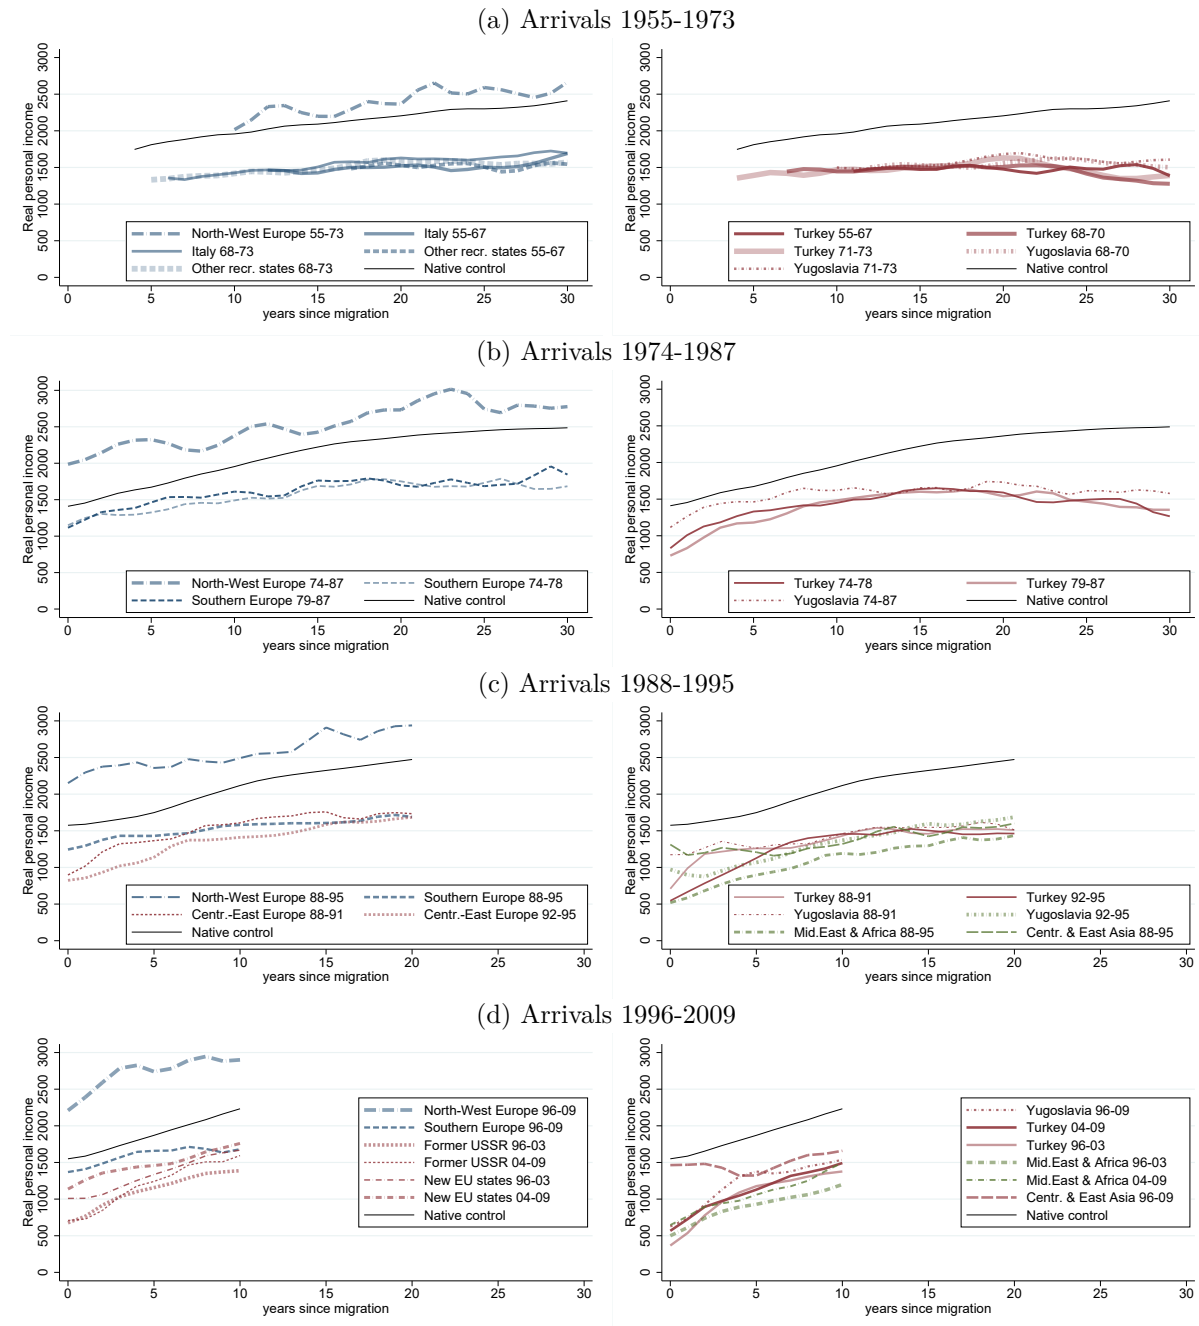 (a) Arrivals 1955-1973
Real personal income
0 500 1000 1500 2000 2500 3000
North-West Europe 55-73 Italy 55-67
Italy 68-73 Other recr. states 55-67
Other recr. states 68-73 Native control
0 5 10 15 20 25 30
years since migration
Real personal income
0 500 1000 1500 2000 2500 3000
Turkey 55-67 Turkey 68-70
Turkey 71-73 Yugoslavia 68-70
Yugoslavia 71-73 Native control
0 5 10 15 20 25 30
years since migration
(b) Arrivals 1974-1987
Real personal income
0 500 1000 1500 2000 2500 3000
North-West Europe 74-87 Southern Europe 74-78
Southern Europe 79-87 Native control
0 5 10 15 20 25 30
years since migration
Real personal income
0 500 1000 1500 2000 2500 3000
Turkey 74-78 Turkey 79-87
Yugoslavia 74-87 Native control
0 5 10 15 20 25 30
years since migration
(c) Arrivals 1988-1995
Real personal income
0 500 1000 1500 2000 2500 3000
North-West Europe 88-95 Southern Europe 88-95
Centr.-East Europe 88-91 Centr.-East Europe 92-95
Native control
0 5 10 15 20 25 30
years since migration
Real personal income
0 500 1000 1500 2000 2500 3000
Turkey 88-91 Turkey 92-95
Yugoslavia 88-91 Yugoslavia 92-95
Mid.East & Africa 88-95 Centr. & East Asia 88-95
0 5 10 15 20 25 30
years since migration
(d) Arrivals 1996-2009
Real personal income
0 500 1000 1500 2000 2500 3000
North-West Europe 96-09
Southern Europe 96-09
Former USSR 96-03
Former USSR 04-09
New EU states 96-03
New EU states 04-09
Native control
0 5 10 15 20 25 30
years since migration
Real personal income
0 500 1000 1500 2000 2500 3000
Yugoslavia 96-09
Turkey 04-09
Turkey 96-03
Mid.East & Africa 96-03
Mid.East & Africa 04-09
Centr. & East Asia 96-09
Native control
0 5 10 15 20 25 30
years since migration